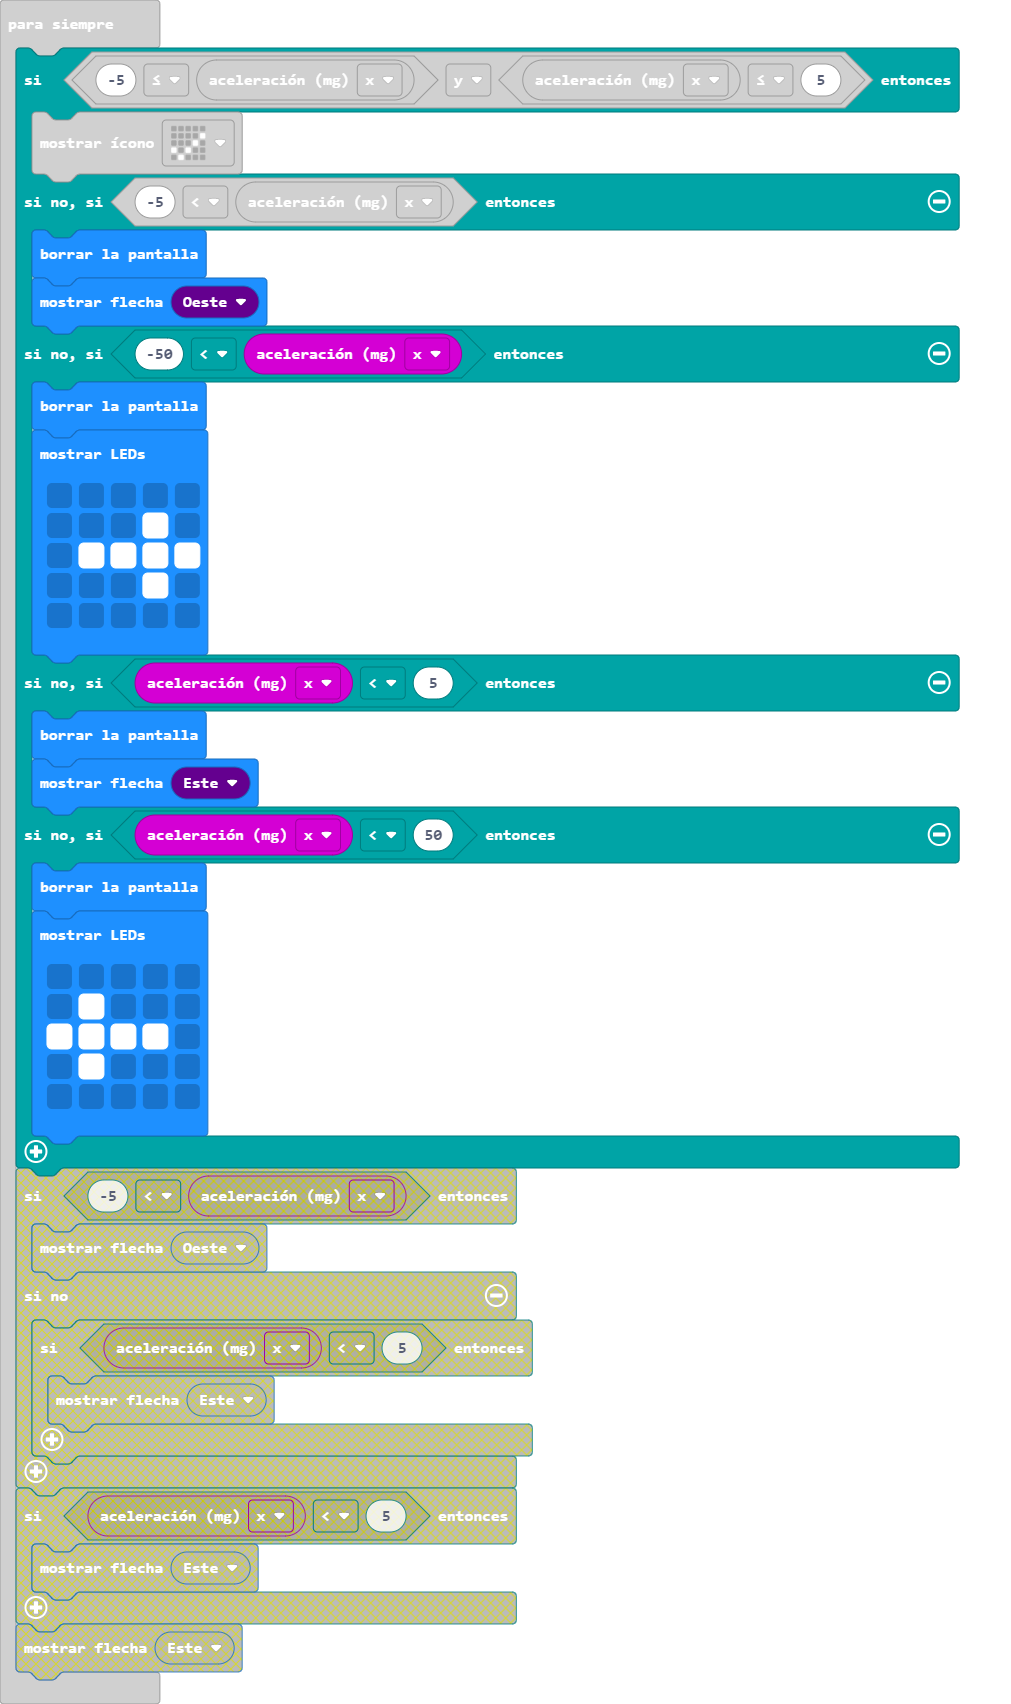 para siempre
si -5 ≤ aceleración (mg) x y aceleración (mg) x ≤ 5 entonces
mostrar ícono
si no, si -5 < aceleración (mg) x entonces
borrar la pantalla
mostrar flecha Oeste
si no, si -50 < aceleración (mg) x entonces
borrar la pantalla
mostrar LEDs
si no, si aceleración (mg) x < 5 entonces
borrar la pantalla
mostrar flecha Este
si no, si aceleración (mg) x < 50 entonces
borrar la pantalla
mostrar LEDs
si -5 < aceleración (mg) x entonces
mostrar flecha Oeste
si no
si aceleración (mg) x < 5 entonces
mostrar flecha Este
si aceleración (mg) x < 5 entonces
mostrar flecha Este
mostrar flecha Este